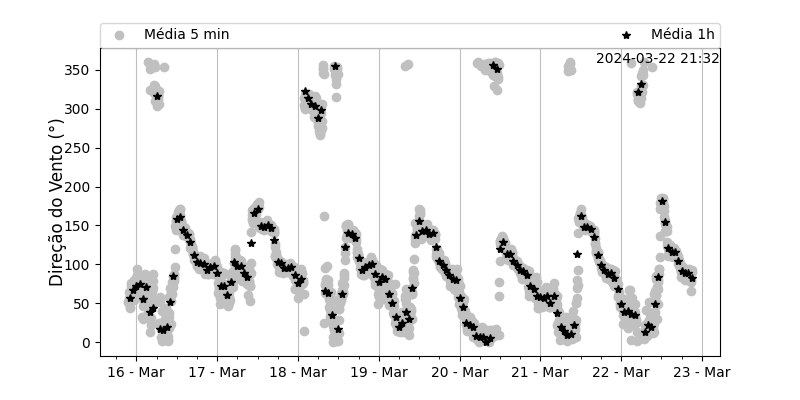 Média 5 min
Média 1h
2024-03-22 21:32
Direção do Vento (°)
350
300
250
200
150
100
50
0
16 - Mar
17 - Mar
18 - Mar
19 - Mar
20 - Mar
21 - Mar
22 - Mar
23 - Mar